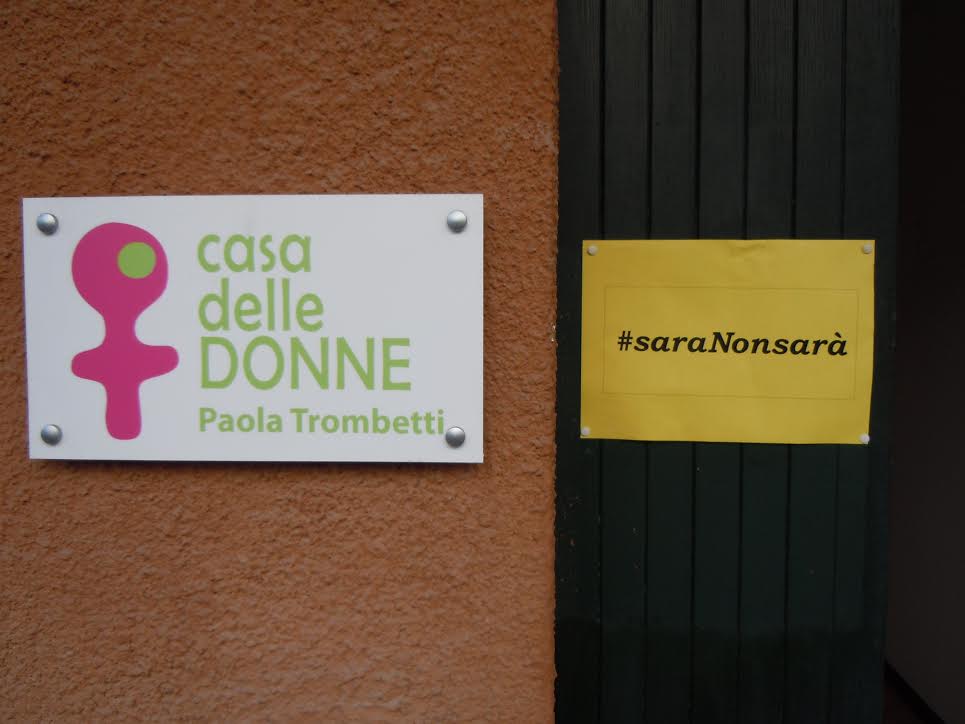 casa
delle
DONNE
Paola Trombetti
#saraNonsarà